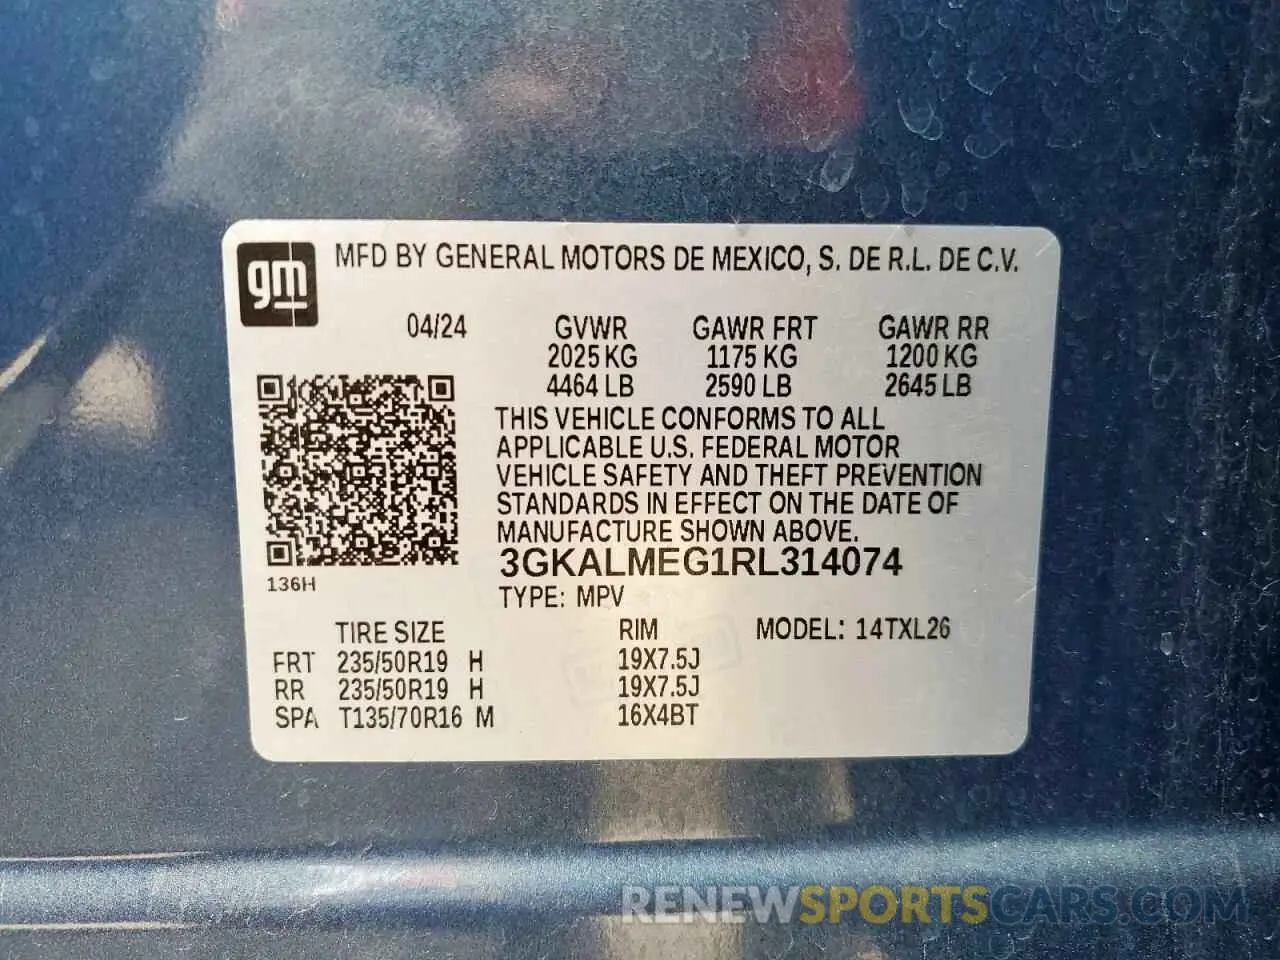 gm
MFD BY GENERAL MOTORS DE MEXICO, S. DE R.L. DE C.V.
04/24 GVWR GAWR FRT GAWR RR
2025 KG 1175 KG 1200 KG
4464 LB 2590 LB 2645 LB
THIS VEHICLE CONFORMS TO ALL
APPLICABLE U.S. FEDERAL MOTOR
VEHICLE SAFETY AND THEFT PREVENTION
STANDARDS IN EFFECT ON THE DATE OF
MANUFACTURE SHOWN ABOVE.
3GKALMEG1RL314074
136H
TYPE: MPV
TIRE SIZE RIM MODEL: 14TXL26
FRT 235/50R19 H 19X7.5J
RR 235/50R19 H 19X7.5J
SPA T135/70R16 M 16X4BT
RENEWSPORTSCARS.COM